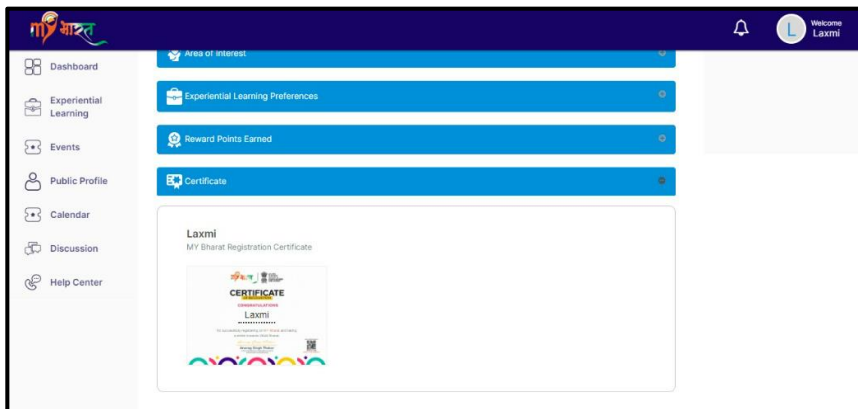 मेरा भारत
Welcome
Laxmi
L
Dashboard
Experiential
Learning
Events
Public Profile
Calendar
Discussion
Help Center
Area of Interest
Experiential Learning Preferences
Reward Points Earned
Certificate
Laxmi
MY Bharat Registration Certificate
CERTIFICATE
CONGRATULATIONS
Laxmi